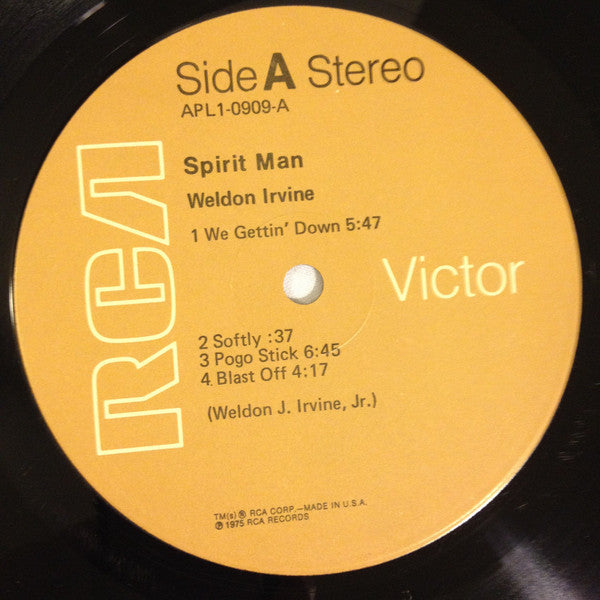 Side A Stereo
APL1-0909-A
Spirit Man
Weldon Irvine
1 We Gettin' Down 5:47
RCA
Victor
2 Softly :37
3 Pogo Stick 6:45
4 Blast Off 4:17
(Weldon J. Irvine, Jr.)
TM(s) ® RCA CORP.—MADE IN U.S.A.
℗ 1975 RCA RECORDS